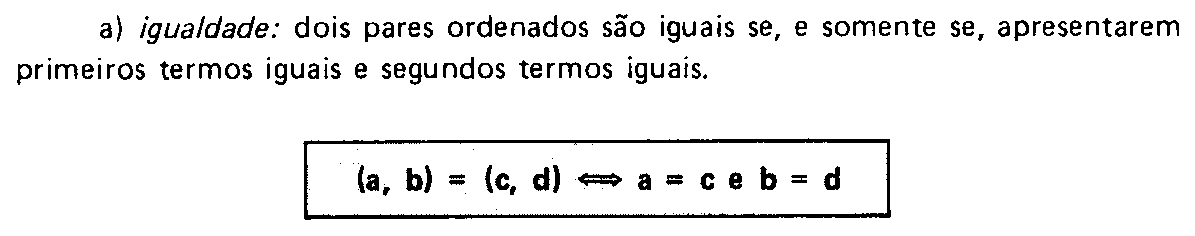 a) igualdade: dois pares ordenados são iguais se, e somente se, apresentarem
primeiros termos iguais e segundos termos iguais.
(a, b) = (c, d) ⟺ a = c e b = d